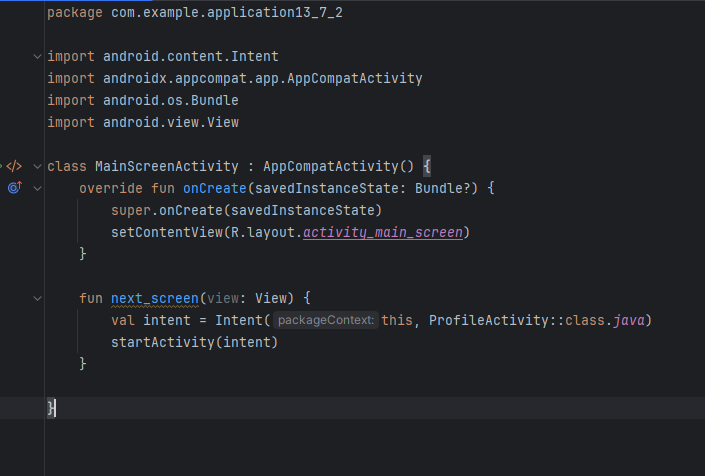 package com.example.application13_7_2
import android.content.Intent
import androidx.appcompat.app.AppCompatActivity
import android.os.Bundle
import android.view.View
class MainScreenActivity : AppCompatActivity() {
override fun onCreate(savedInstanceState: Bundle?) {
super.onCreate(savedInstanceState)
setContentView(R.layout.activity_main_screen)
}
fun next_screen(view: View) {
val intent = Intent( packageContext: this, ProfileActivity::class.java)
startActivity(intent)
}
}